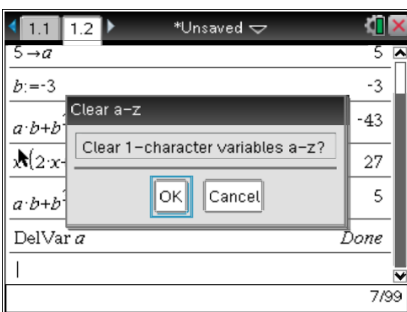 1.1 1.2 *Unsaved
5→a 5
b:=-3 -3
Clear a–z
a·b+b -43
Clear 1–character variables a–z?
(2·x 27
OK Cancel
a·b+b 5
DelVar a Done
7/99